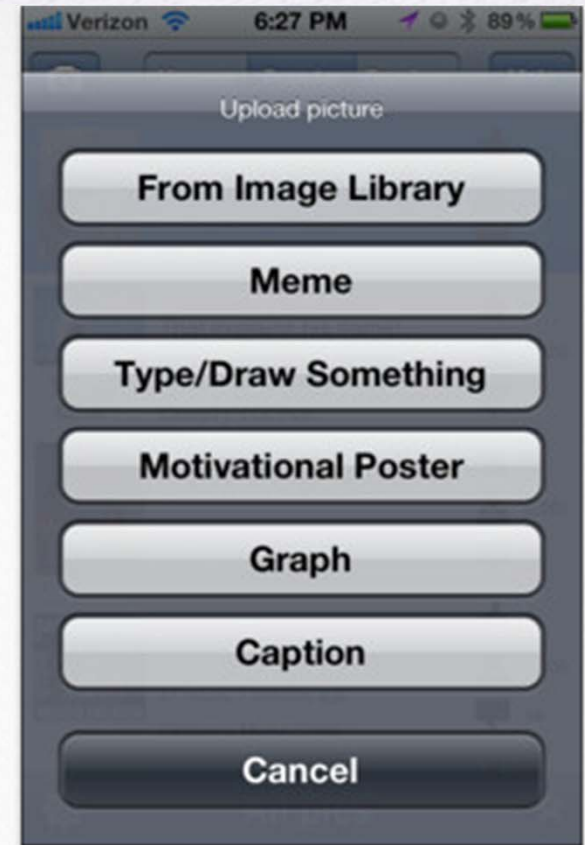 Verizon 6:27 PM 89%
Upload picture
From Image Library
Meme
Type/Draw Something
Motivational Poster
Graph
Caption
Cancel